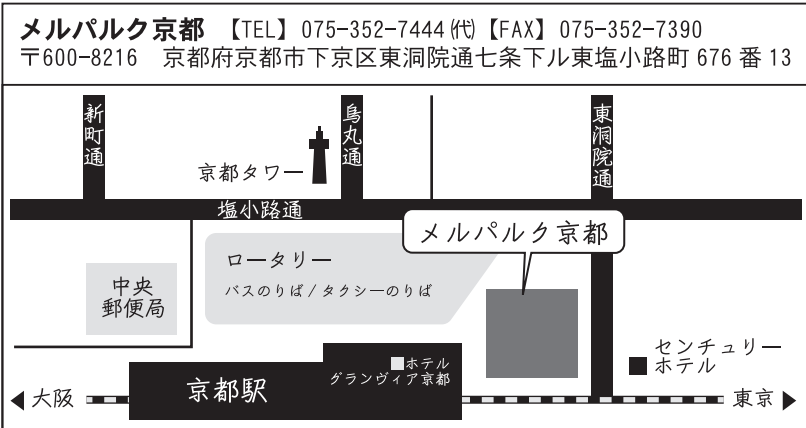 メルパルク京都 【TEL】075-352-7444㈹【FAX】075-352-7390
〒600-8216 京都府京都市下京区東洞院通七条下ル東塩小路町 676 番 13
新町通
烏丸通
東洞院通
京都タワー
塩小路通
メルパルク京都
ロータリー
バスのりば / タクシーのりば
中央
郵便局
ホテル
グランヴィア京都
センチュリー
ホテル
京都駅
大阪
東京